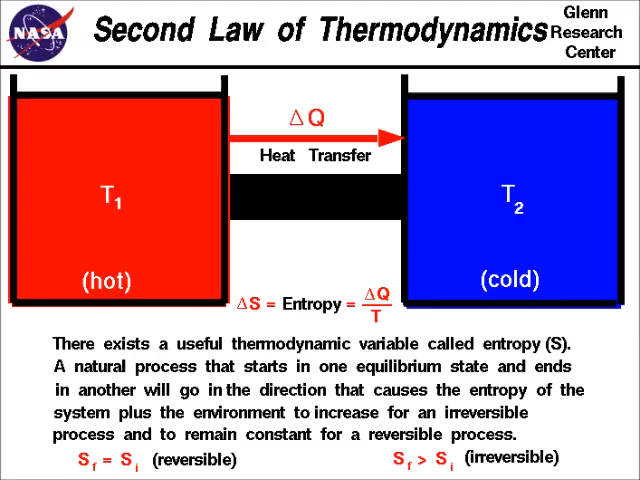 NASA
Second Law of Thermodynamics
Glenn
Research
Center
Δ Q
Heat Transfer
T1
T2
(hot)
(cold)
ΔS = Entropy = ΔQ
T
There exists a useful thermodynamic variable called entropy (S).
A natural process that starts in one equilibrium state and ends
in another will go in the direction that causes the entropy of the
system plus the environment to increase for an irreversible
process and to remain constant for a reversible process.
Sf = Si (reversible)
Sf > Si (irreversible)